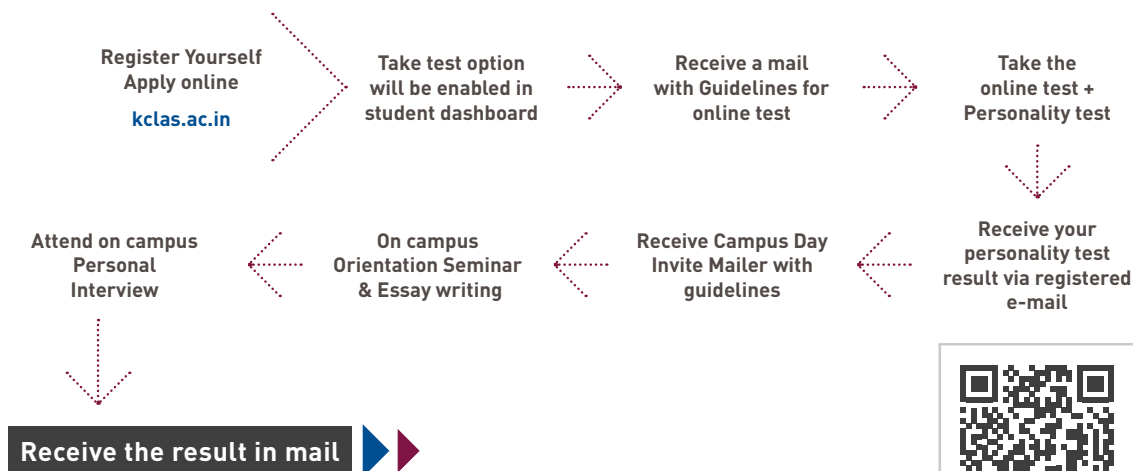 Register Yourself
Apply online
kclas.ac.in
Take test option
will be enabled in
student dashboard
Receive a mail
with Guidelines for
online test
Take the
online test +
Personality test
Receive your
personality test
result via registered
e-mail
Receive Campus Day
Invite Mailer with
guidelines
On campus
Orientation Seminar
& Essay writing
Attend on campus
Personal
Interview
Receive the result in mail